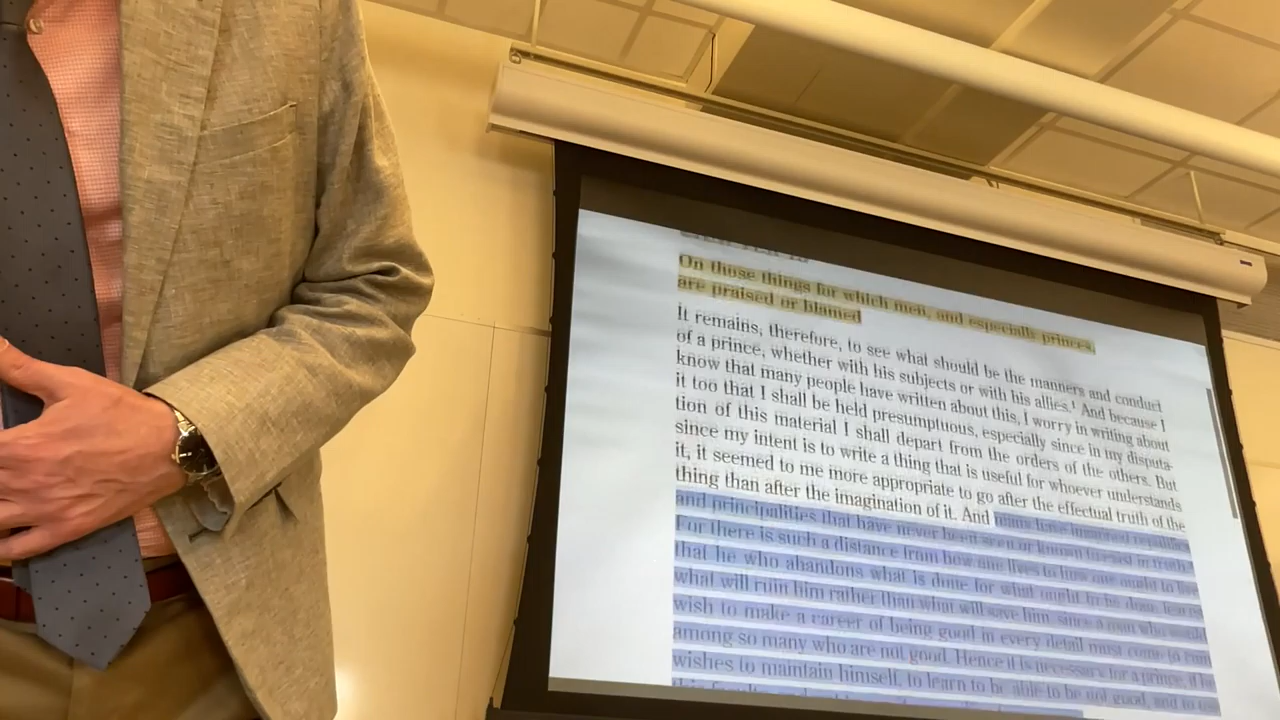 On those things for which men, and especially princes,
are praised or blamed
It remains, therefore, to see what should be the manners and conduct
of a prince, whether with his subjects or with his allies.¹ And because I
know that many people have written about this, I worry in writing about
it too that I shall be held presumptuous, especially since in my disputa-
tion of this material I shall depart from the orders of the others. But
since my intent is to write a thing that is useful for whoever understands
it, it seemed to me more appropriate to go after the effectual truth of the
thing than after the imagination of it. And many have imagined
and principalities that have never been seen or known to exist in truth.
For there is such a distance from how one lives to how one ought to live
that he who abandons what is done for what ought to be done
what will ruin him rather than what will save him, since a man who would
wish to make a career of being good in every detail must come to ruin
among so many who are not good. Hence it is necessary for a prince, if he
wishes to maintain himself, to learn to be able to be not good, and to